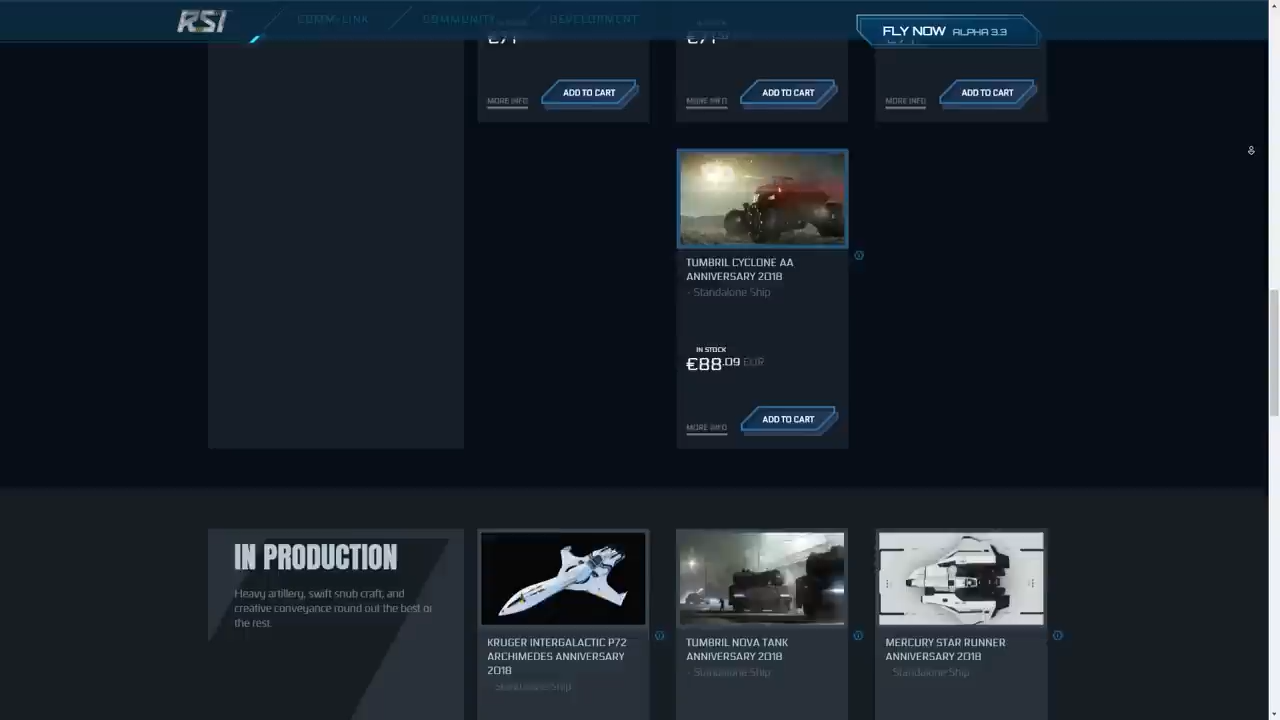 RSI
COMM-LINK
COMMUNITY
DEVELOPMENT
FLY NOW ALPHA 3.3
MORE INFO
ADD TO CART
MORE INFO
ADD TO CART
MORE INFO
ADD TO CART
TUMBRIL CYCLONE AA
ANNIVERSARY 2018
- Standalone Ship
IN STOCK
€88.09 EUR
MORE INFO
ADD TO CART
IN PRODUCTION
Heavy artillery, swift snub craft, and
creative conveyance round out the best or
the rest.
KRUGER INTERGALACTIC P72
ARCHIMEDES ANNIVERSARY
2018
- Standalone Ship
TUMBRIL NOVA TANK
ANNIVERSARY 2018
- Standalone Ship
MERCURY STAR RUNNER
ANNIVERSARY 2018
- Standalone Ship